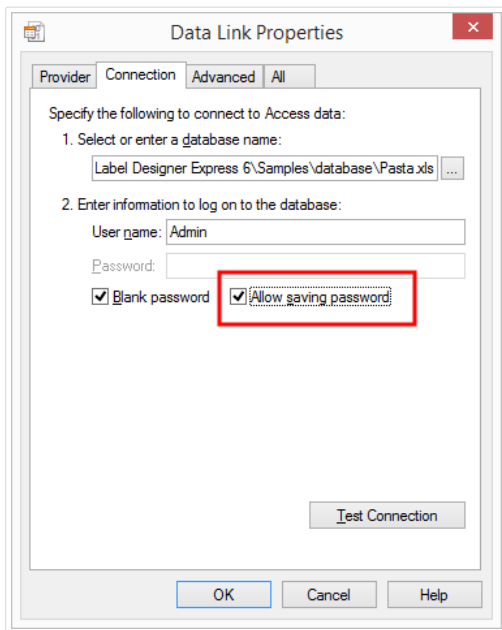 Data Link Properties
Provider Connection Advanced All
Specify the following to connect to Access data:
1. Select or enter a database name:
Label Designer Express 6\Samples\database\Pasta.xls ...
2. Enter information to log on to the database:
User name: Admin
Password:
Blank password Allow saving password
Test Connection
OK Cancel Help